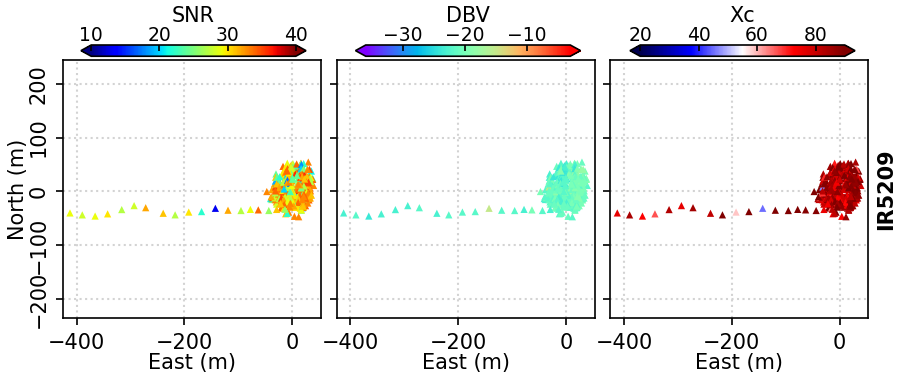 SNR
10 20 30 40
DBV
−30 −20 −10
Xc
20 40 60 80
North (m)
200
100
0
−100
−200
−400 −200 0
East (m)
−400 −200 0
East (m)
−400 −200 0
East (m)
IR5209